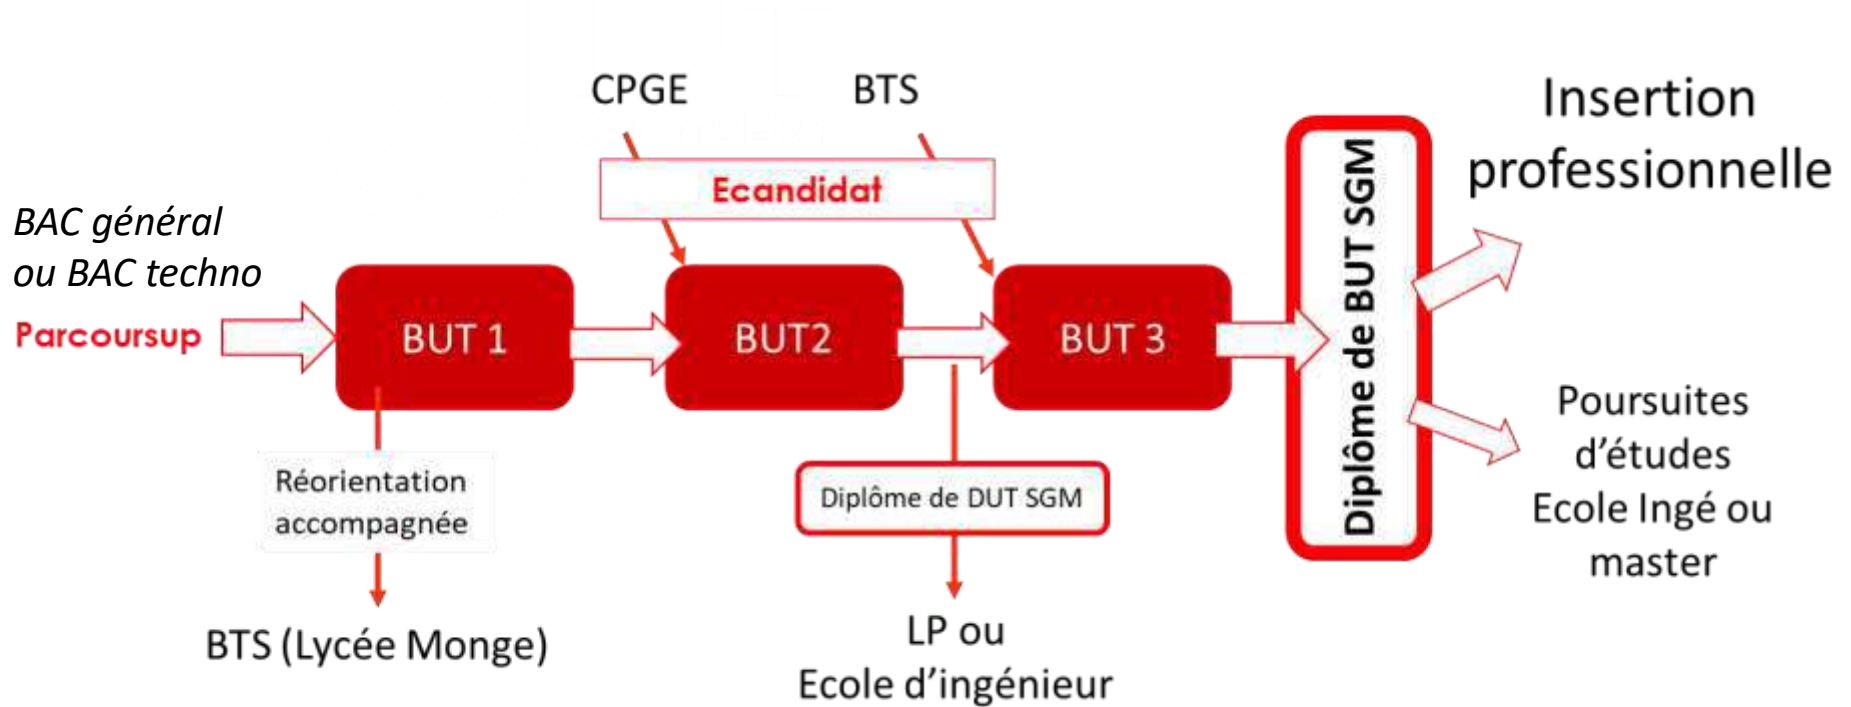 CPGE
BTS
Ecandidat
BAC général
ou BAC techno
Parcoursup
BUT 1
BUT2
BUT 3
Diplôme de BUT SGM
Insertion
professionnelle
Poursuites
d'études
Ecole Ingé ou
master
Réorientation
accompagnée
BTS (Lycée Monge)
Diplôme de DUT SGM
LP ou
Ecole d'ingénieur